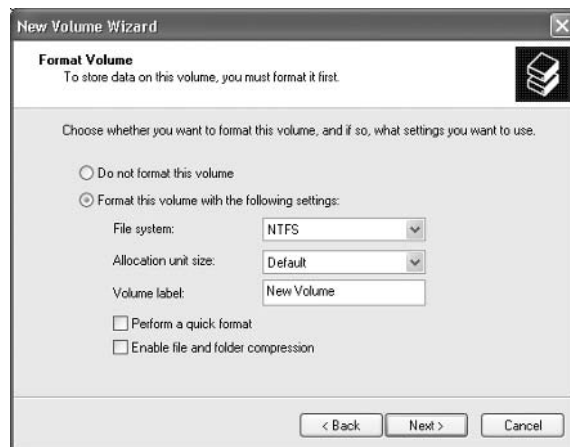 New Volume Wizard
Format Volume
To store data on this volume, you must format it first.
Choose whether you want to format this volume, and if so, what settings you want to use.
Do not format this volume
Format this volume with the following settings:
File system: NTFS
Allocation unit size: Default
Volume label: New Volume
Perform a quick format
Enable file and folder compression
< Back Next > Cancel